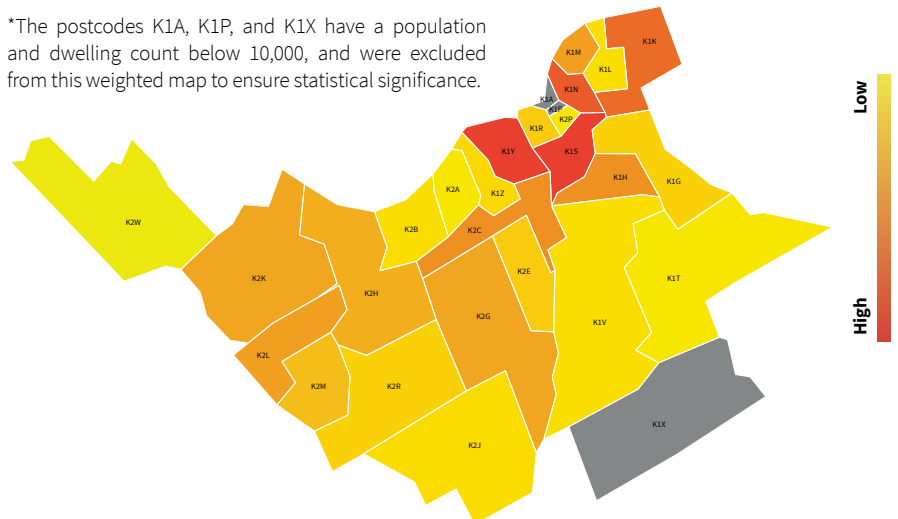 *The postcodes K1A, K1P, and K1X have a population
and dwelling count below 10,000, and were excluded
from this weighted map to ensure statistical significance.
K1K
K1M
K1L
K1N
K1A
K1P
K2P
K1R
K1Y
K1S
K1H
K1G
K2A
K1Z
K2W
K2B
K2C
K2K
K2H
K2E
K1T
K2G
K1V
K2L
K2M
K2R
K1X
K2J
Low
High